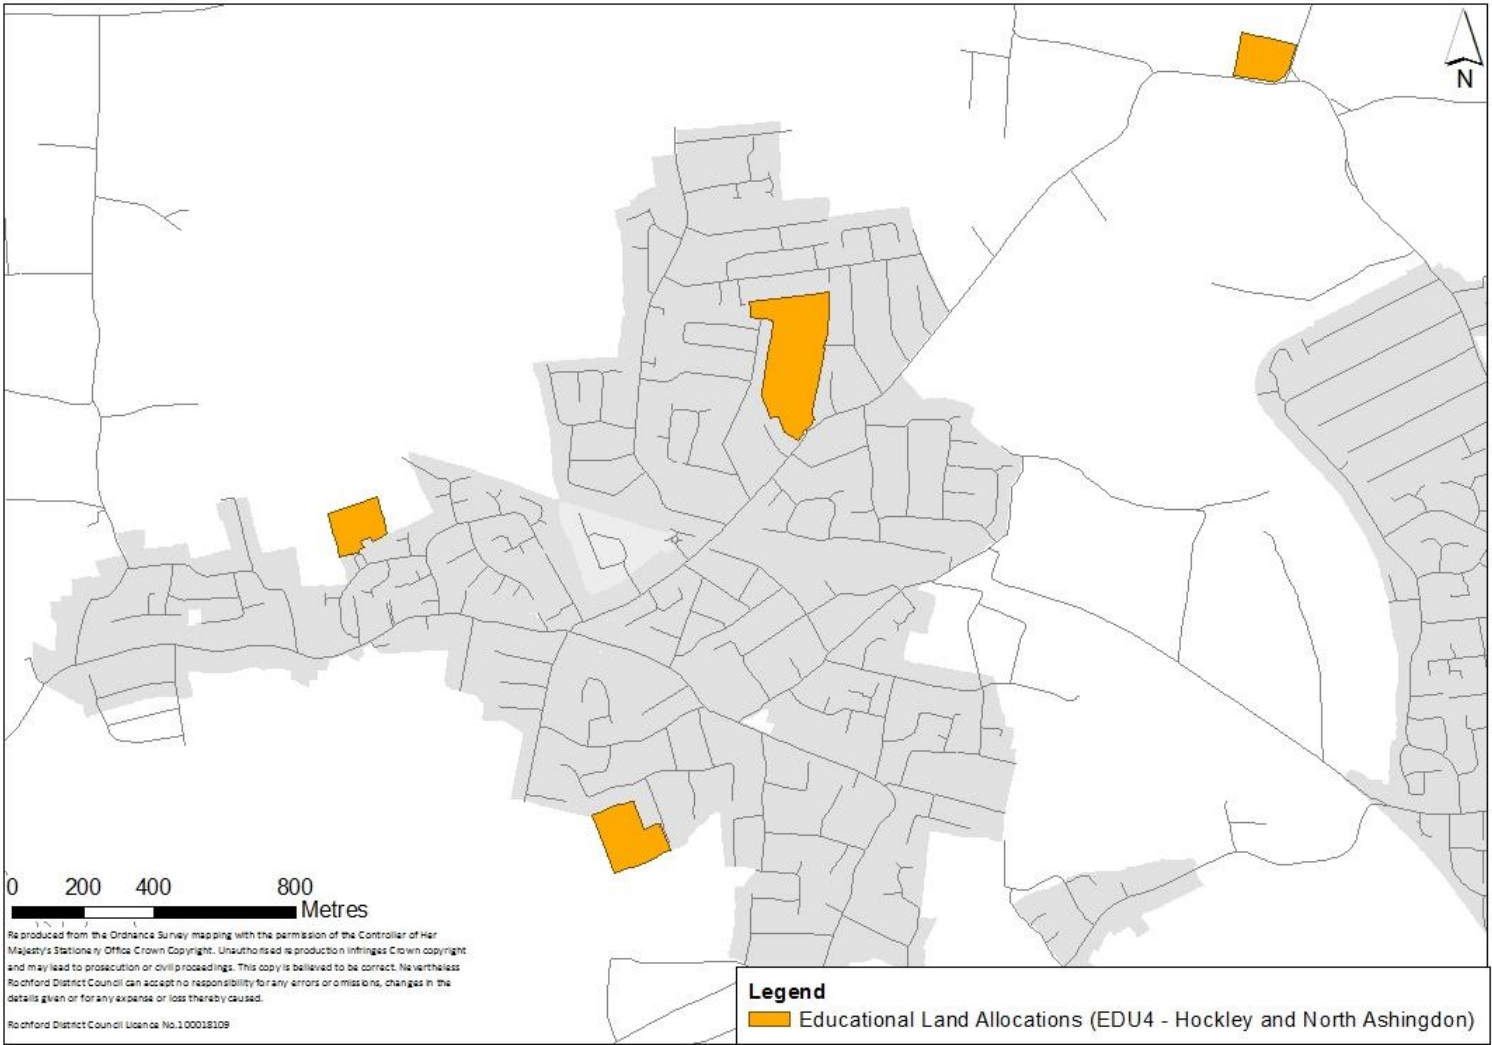 N
0 200 400 800
Metres
Reproduced from the Ordnance Survey mapping with the permission of the Controller of Her
Majesty's Stationery Office Crown Copyright. Unauthorised reproduction infringes Crown copyright
and may lead to prosecution or civil proceedings. This copy is believed to be correct. Nevertheless
Rochford District Council can accept no responsibility for any errors or omissions, changes in the
details given or for any expense or loss thereby caused.
Rochford District Council Licence No.100018109
Legend
Educational Land Allocations (EDU4 - Hockley and North Ashingdon)